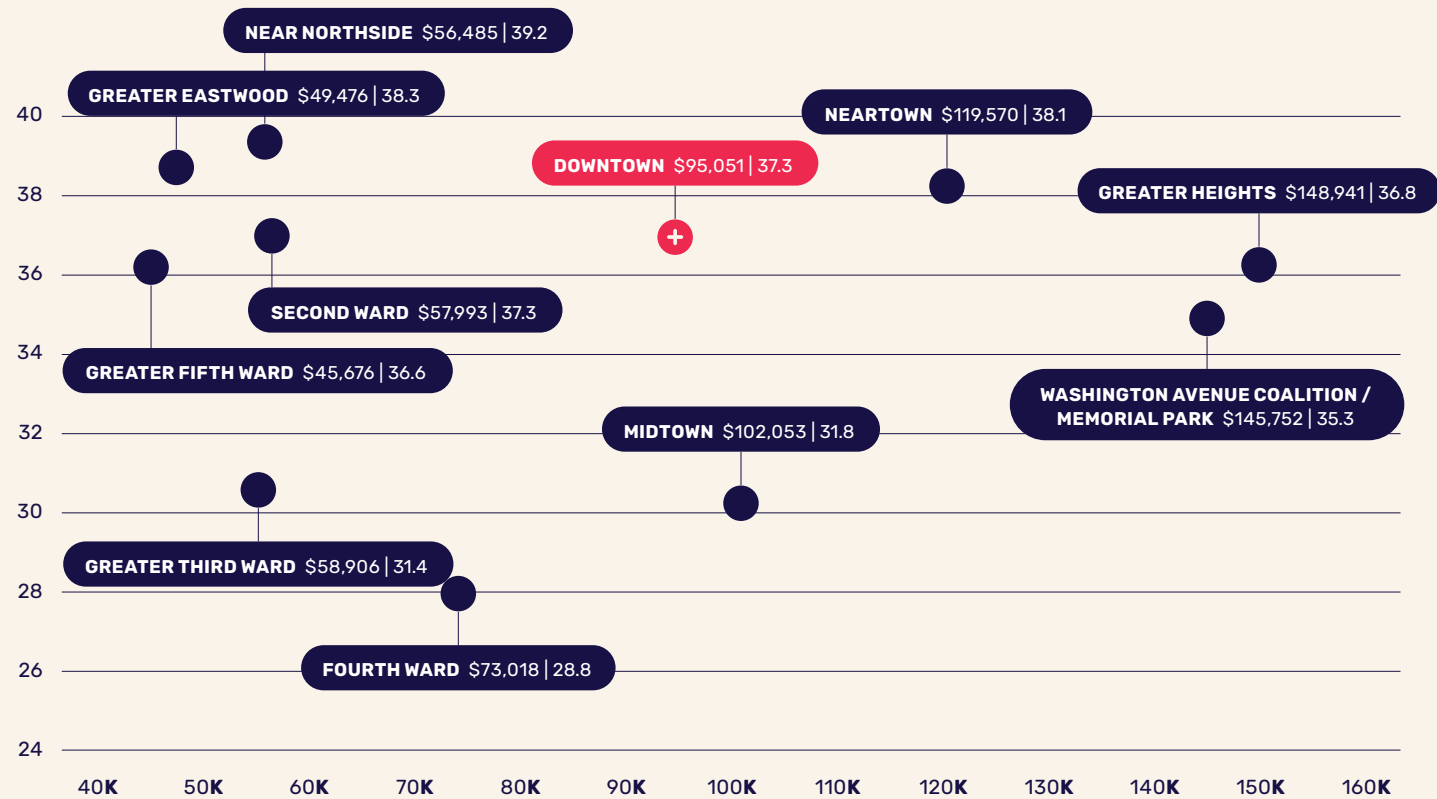 NEAR NORTHSIDE $56,485 | 39.2
GREATER EASTWOOD $49,476 | 38.3
40
NEARTOWN $119,570 | 38.1
DOWNTOWN $95,051 | 37.3
38
GREATER HEIGHTS $148,941 | 36.8
36
SECOND WARD $57,993 | 37.3
34
GREATER FIFTH WARD $45,676 | 36.6
WASHINGTON AVENUE COALITION /
MEMORIAL PARK $145,752 | 35.3
32
MIDTOWN $102,053 | 31.8
30
GREATER THIRD WARD $58,906 | 31.4
28
26
FOURTH WARD $73,018 | 28.8
24
40K 50K 60K 70K 80K 90K 100K 110K 120K 130K 140K 150K 160K